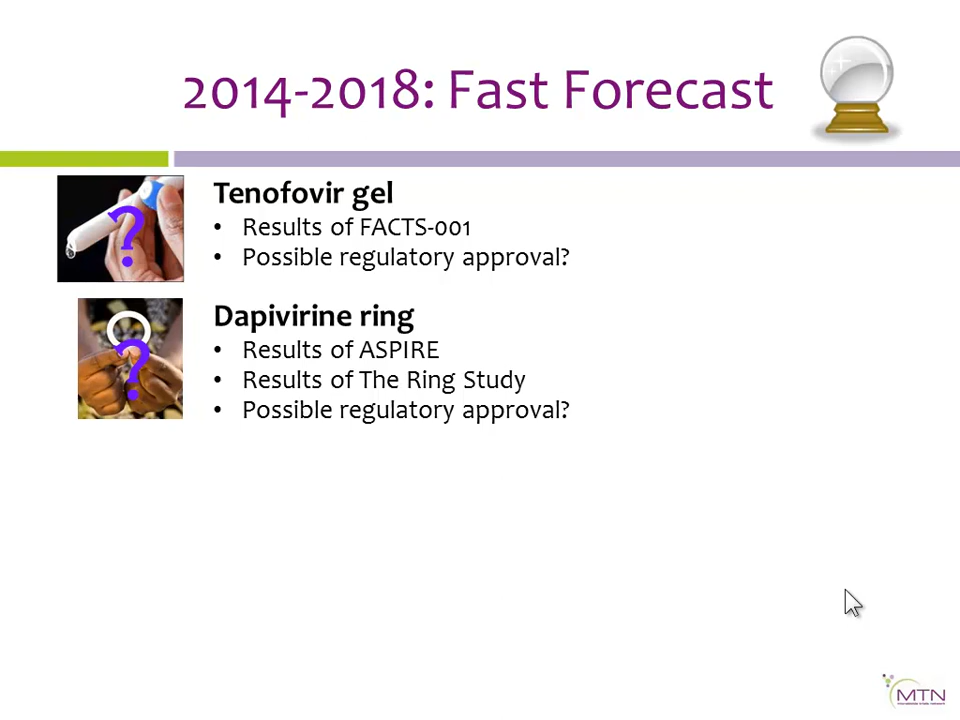 2014-2018: Fast Forecast
?
Tenofovir gel
• Results of FACTS-001
• Possible regulatory approval?
?
Dapivirine ring
• Results of ASPIRE
• Results of The Ring Study
• Possible regulatory approval?
MTN